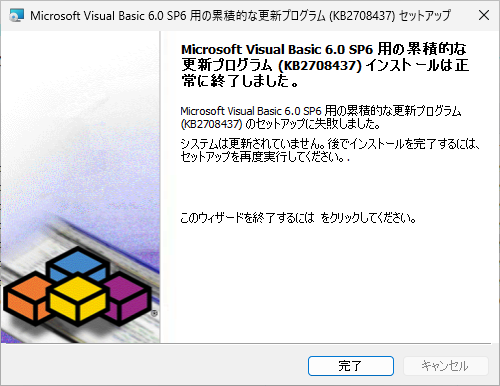 Microsoft Visual Basic 6.0 SP6 用の累積的な更新プログラム (KB2708437) セットアップ
Microsoft Visual Basic 6.0 SP6 用の累積的な
更新プログラム (KB2708437) インストールは正
常に終了しました。
Microsoft Visual Basic 6.0 SP6 用の累積的な更新プログラム
(KB2708437) のセットアップに失敗しました。
システムは更新されていません。後でインストールを完了するには、
セットアップを再度実行してください。.
このウィザードを終了するには をクリックしてください。
®
完了
キャンセル